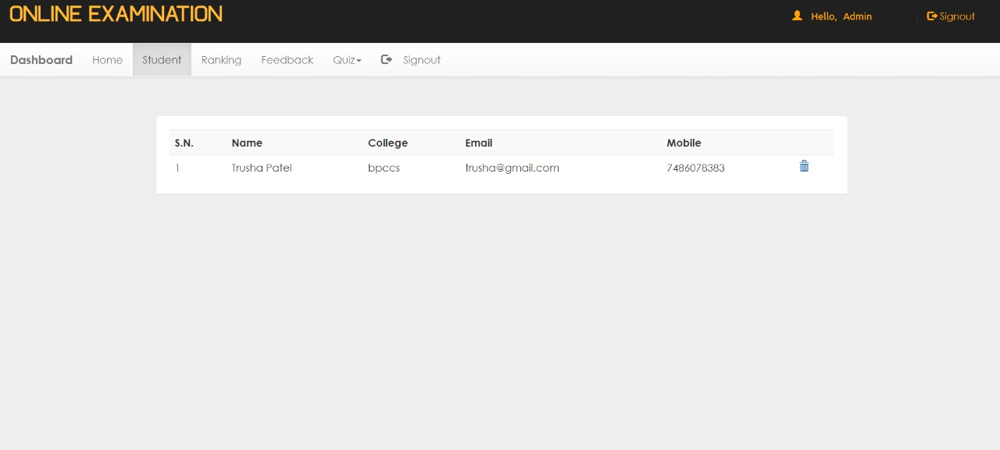 ONLINE EXAMINATION Hello, Admin Signout
Dashboard Home Student Ranking Feedback Quiz Signout
S.N. Name College Email Mobile
1 Trusha Patel bpccs trusha@gmail.com 7486078383